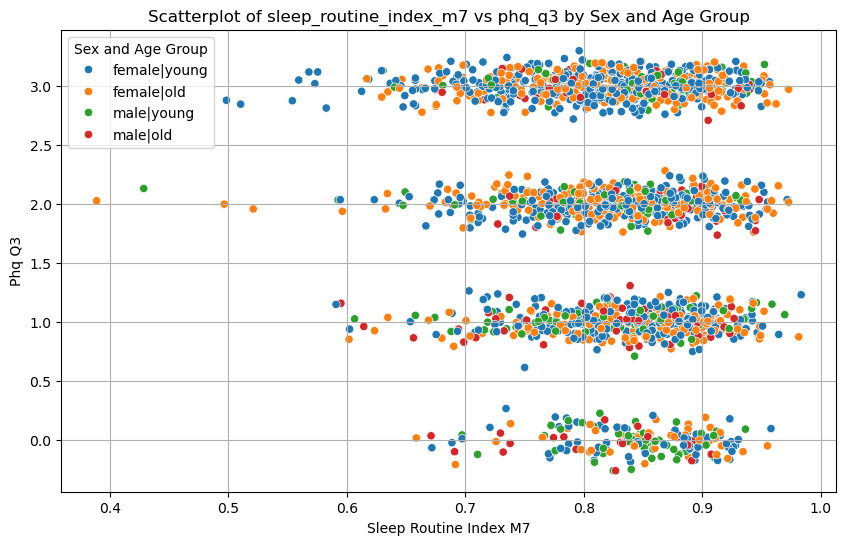 Scatterplot of sleep_routine_index_m7 vs phq_q3 by Sex and Age Group
Sex and Age Group
female|young
female|old
male|young
male|old
Phq Q3
3.0
2.5
2.0
1.5
1.0
0.5
0.0
0.4 0.5 0.6 0.7 0.8 0.9 1.0
Sleep Routine Index M7